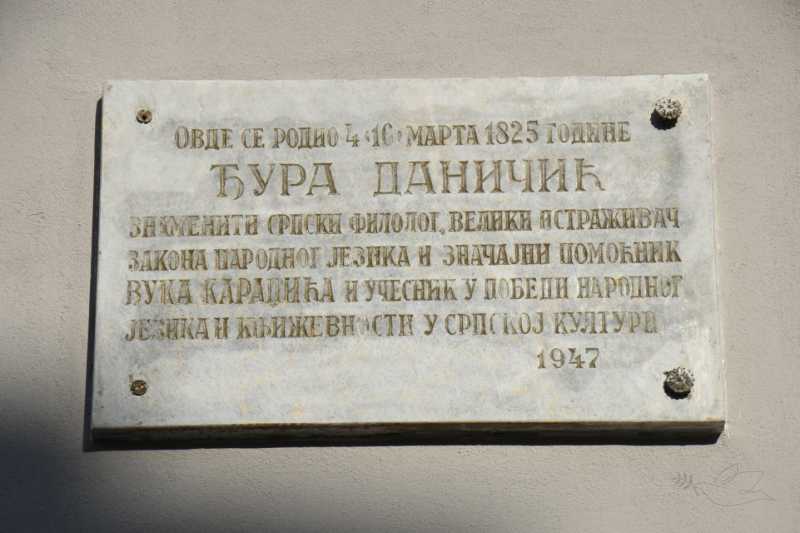 ОВДЕ СЕ РОДИО 4 (16) МАРТА 1825 ГОДИНЕ
ЂУРА ДАНИЧИЋ
ЗНАМЕНИТИ СРПСКИ ФИЛОЛОГ, ВЕЛИКИ ИСТРАЖИВАЧ
ЗАКОНА НАРОДНОГ ЈЕЗИКА И ЗНАЧАЈНИ ПОМОЋНИК
ВУКА КАРАЏИЋА И УЧЕСНИК У ПОБЕДИ НАРОДНОГ
ЈЕЗИКА И КЊИЖЕВНОСТИ У СРПСКОЈ КУЛТУРИ
1947